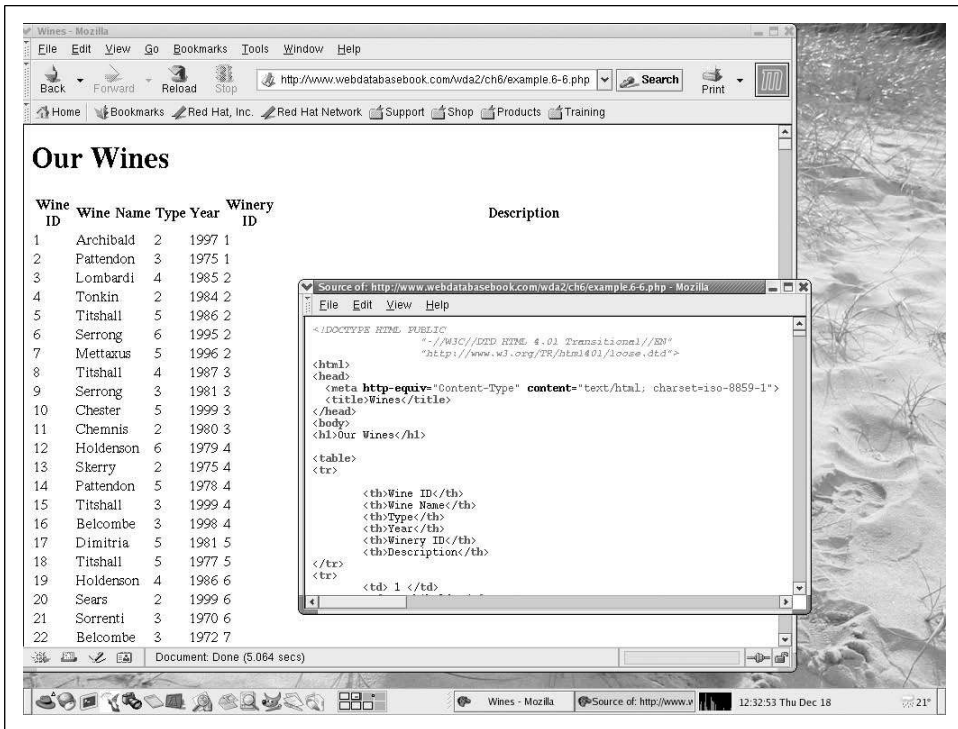 Wines - Mozilla
File Edit View Go Bookmarks Tools Window Help
Back Forward Reload Stop http://www.webdatabasebook.com/wda2/ch6/example.6-6.php Search Print
Home Bookmarks Red Hat, Inc. Red Hat Network Support Shop Products Training
Our Wines
Wine ID Wine Name Type Year Winery ID Description
1 Archibald 2 1997 1
2 Pattendon 3 1975 1
3 Lombardi 4 1985 2
4 Tonkin 2 1984 2
5 Titshall 5 1986 2
6 Serrong 6 1995 2
7 Mettaxus 5 1996 2
8 Titshall 4 1987 3
9 Serrong 3 1981 3
10 Chester 5 1999 3
11 Chemnis 2 1980 3
12 Holdenson 6 1979 4
13 Skerry 2 1975 4
14 Pattendon 5 1978 4
15 Titshall 3 1999 4
16 Belcombe 3 1998 4
17 Dimitria 5 1981 5
18 Titshall 5 1977 5
19 Holdenson 4 1986 6
20 Sears 2 1999 6
21 Sorrenti 3 1970 6
22 Belcombe 3 1972 7
Document: Done (5.064 secs)
Source of: http://www.webdatabasebook.com/wda2/ch6/example.6-6.php - Mozilla
File Edit View Help
<!DOCTYPE HTML PUBLIC
"-//W3C//DTD HTML 4.01 Transitional//EN"
"http://www.w3.org/TR/html401/loose.dtd">
<html>
<head>
<meta http-equiv="Content-Type" content="text/html; charset=iso-8859-1">
<title>Wines</title>
</head>
<body>
<h1>Our Wines</h1>
<table>
<tr>
<th>Wine ID</th>
<th>Wine Name</th>
<th>Type</th>
<th>Year</th>
<th>Winery ID</th>
<th>Description</th>
</tr>
<tr>
<td> 1 </td>
Wines - Mozilla Source of: http://www.w 12:32:53 Thu Dec 18 21°